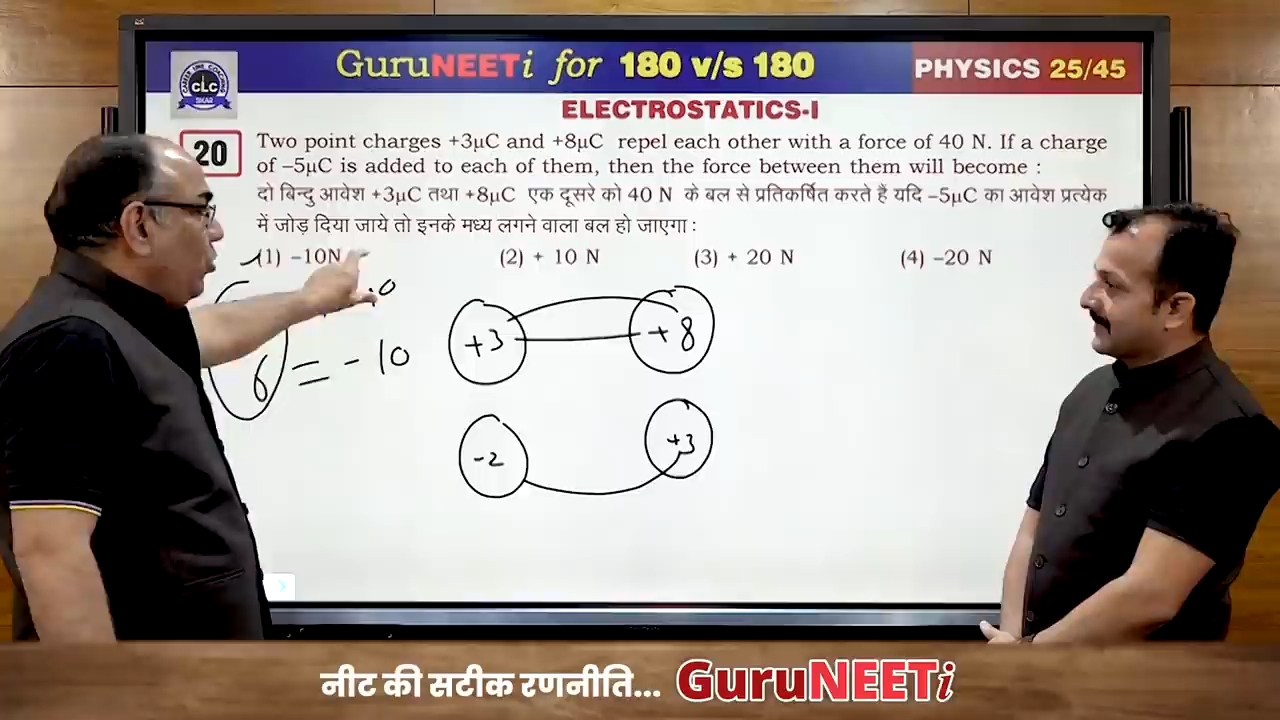 GuruNEETi for 180 v/s 180
PHYSICS 25/45
CLC
SIKAR
ELECTROSTATICS-I
20
Two point charges +3μC and +8μC repel each other with a force of 40 N. If a charge
of –5μC is added to each of them, then the force between them will become :
दो बिन्दु आवेश +3μC तथा +8μC एक दूसरे को 40 N के बल से प्रतिकर्षित करते हैं यदि –5μC का आवेश प्रत्येक
में जोड़ दिया जाये तो इनके मध्य लगने वाला बल हो जाएगा :
(1) –10N
(2) + 10 N
(3) + 20 N
(4) –20 N
+3
+8
6 = - 10
-2
+3
नीट की सटीक रणनीति... GuruNEETi